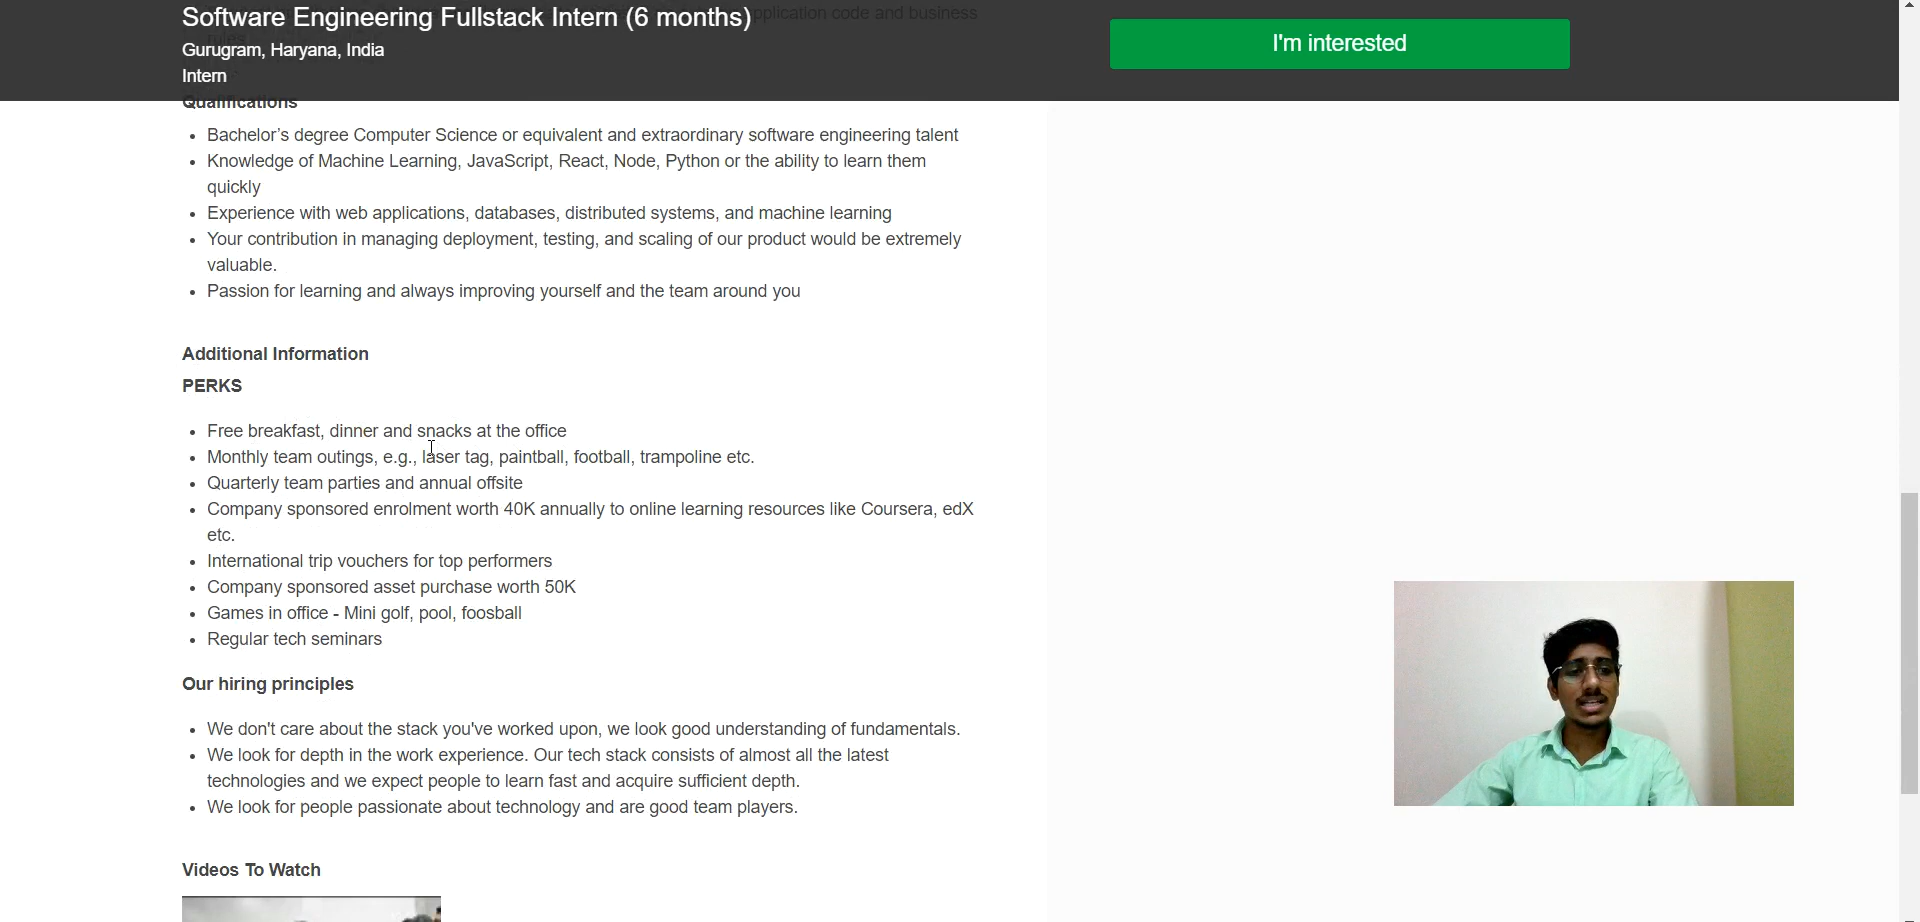 Software Engineering Fullstack Intern (6 months)
application code and business
rules
Gurugram, Haryana, India
Intern
I'm interested
Qualifications
• Bachelor’s degree Computer Science or equivalent and extraordinary software engineering talent
• Knowledge of Machine Learning, JavaScript, React, Node, Python or the ability to learn them
quickly
• Experience with web applications, databases, distributed systems, and machine learning
• Your contribution in managing deployment, testing, and scaling of our product would be extremely
valuable.
• Passion for learning and always improving yourself and the team around you
Additional Information
PERKS
• Free breakfast, dinner and snacks at the office
• Monthly team outings, e.g., laser tag, paintball, football, trampoline etc.
• Quarterly team parties and annual offsite
• Company sponsored enrolment worth 40K annually to online learning resources like Coursera, edX
etc.
• International trip vouchers for top performers
• Company sponsored asset purchase worth 50K
• Games in office - Mini golf, pool, foosball
• Regular tech seminars
Our hiring principles
• We don't care about the stack you've worked upon, we look good understanding of fundamentals.
• We look for depth in the work experience. Our tech stack consists of almost all the latest
technologies and we expect people to learn fast and acquire sufficient depth.
• We look for people passionate about technology and are good team players.
Videos To Watch